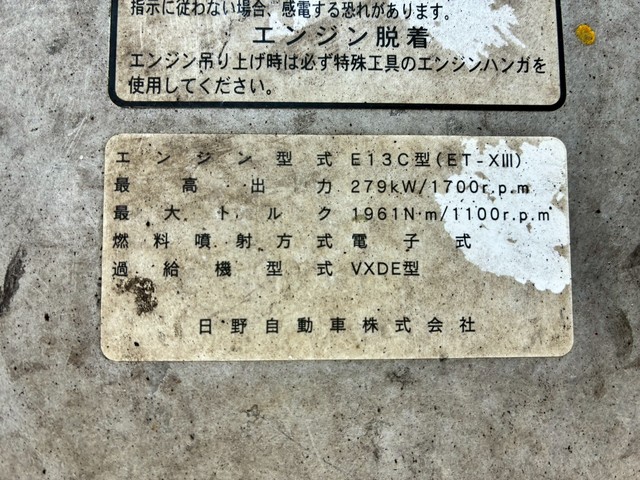 指示に従わない場合、感電する恐れがあります。
エンジン脱着
エンジン吊り上げ時は必ず特殊工具のエンジンハンガを
使用してください。
エンジン型式 E13C型(ET-XIII)
最高出力 279kW/1700r.p.m
最大トルク 1961N·m/1100r.p.m
燃料噴射方式 電子式
過給機型式 VXDE型
日野自動車株式会社